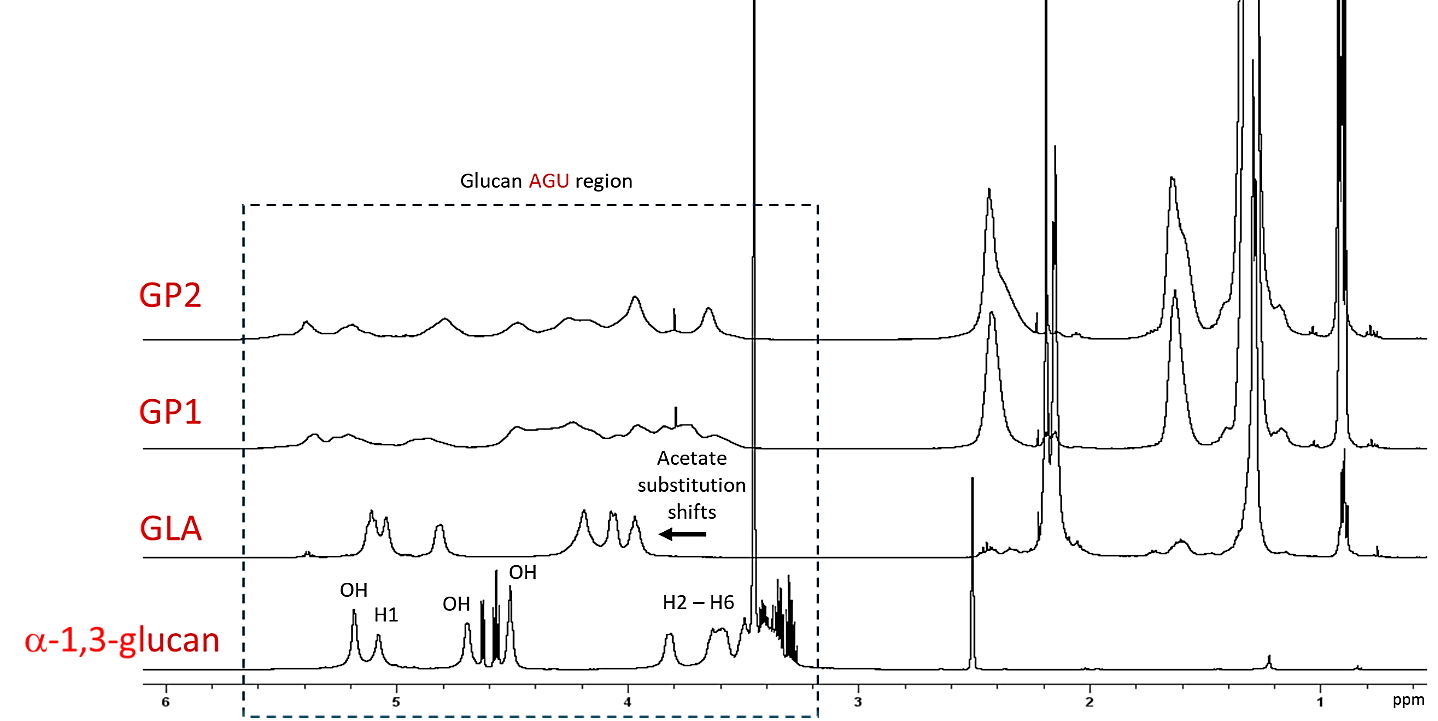 Glucan AGU region
GP2
GP1
Acetate
substitution
shifts
GLA
OH
H1
OH
OH
H2 – H6
α-1,3-glucan
6 5 4 3 2 1 ppm